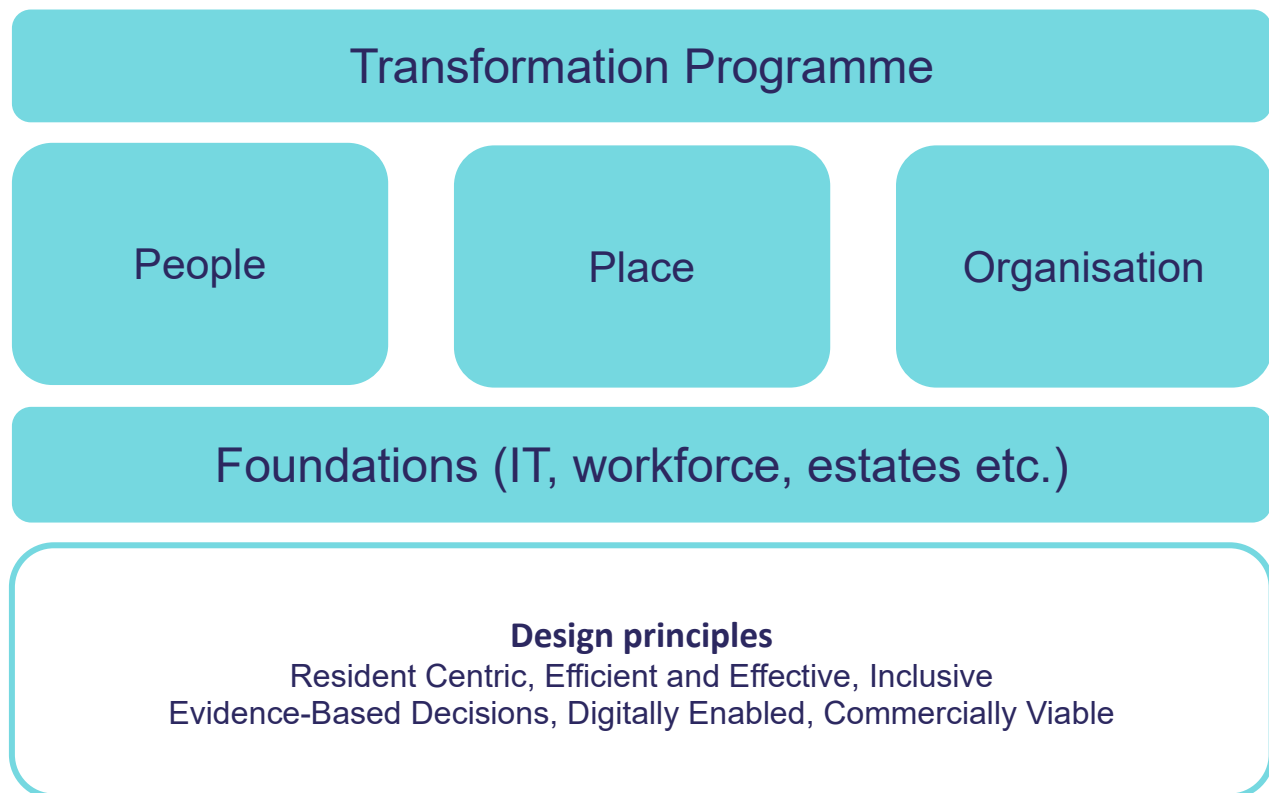 Transformation Programme
People
Place
Organisation
Foundations (IT, workforce, estates etc.)
Design principles
Resident Centric, Efficient and Effective, Inclusive
Evidence-Based Decisions, Digitally Enabled, Commercially Viable